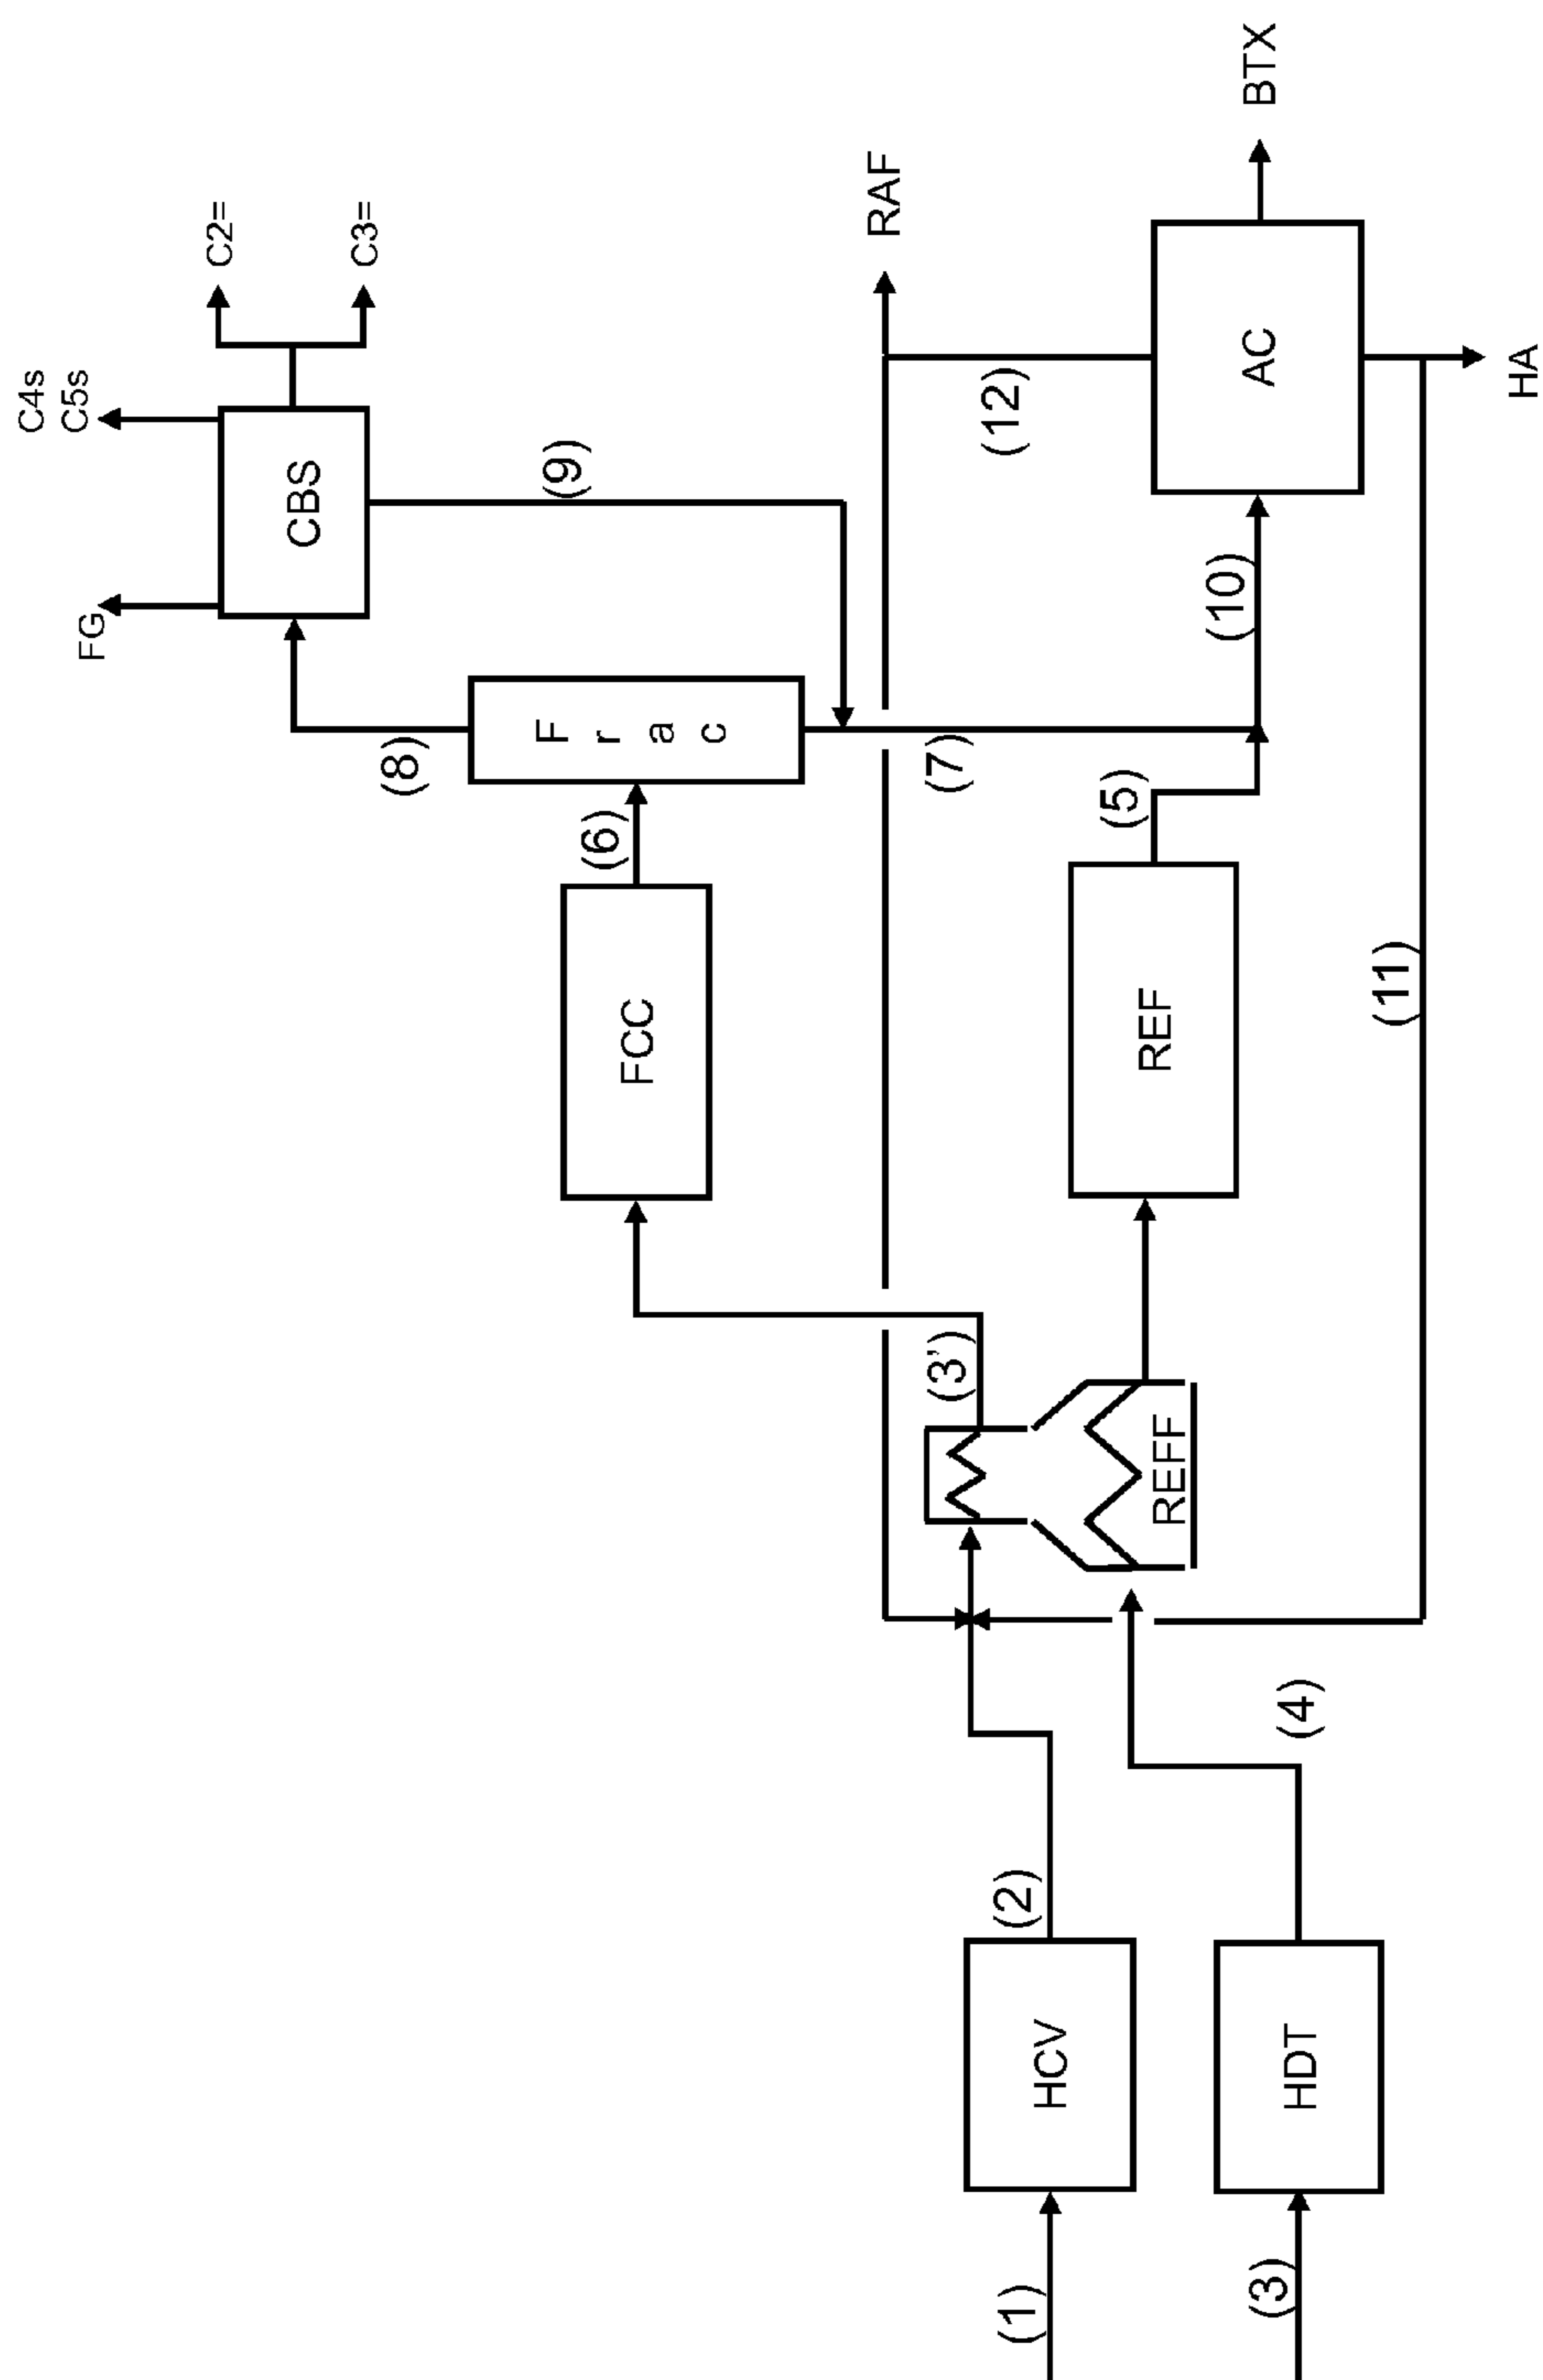 FG
C4s
C5s
C2=
C3=
CBS
(8)
(9)
F
r
a
c
(6)
FCC
(7)
RAF
(12)
(10)
AC
BTX
(5)
REF
(3')
REFF
(11)
HA
(1)
HCV
(2)
(3)
HDT
(4)